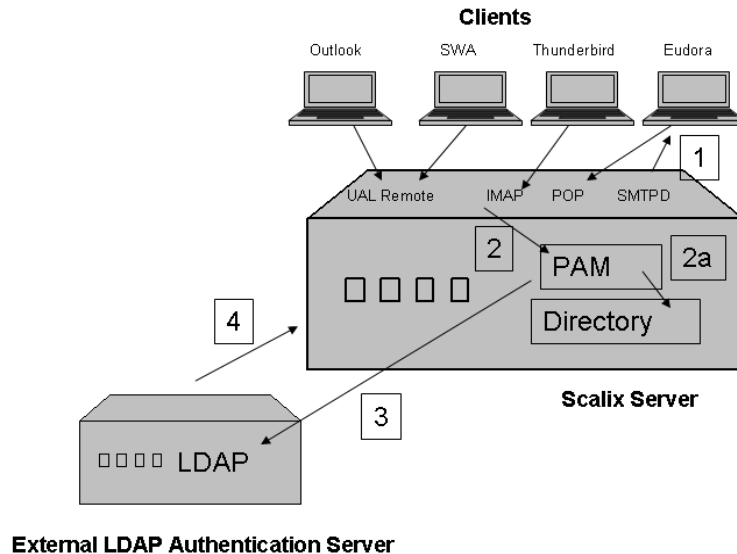 Clients
Outlook SWA Thunderbird Eudora
1
UAL Remote IMAP POP SMTPD
2 PAM 2a
Directory
4
3
Scalix Server
LDAP
External LDAP Authentication Server